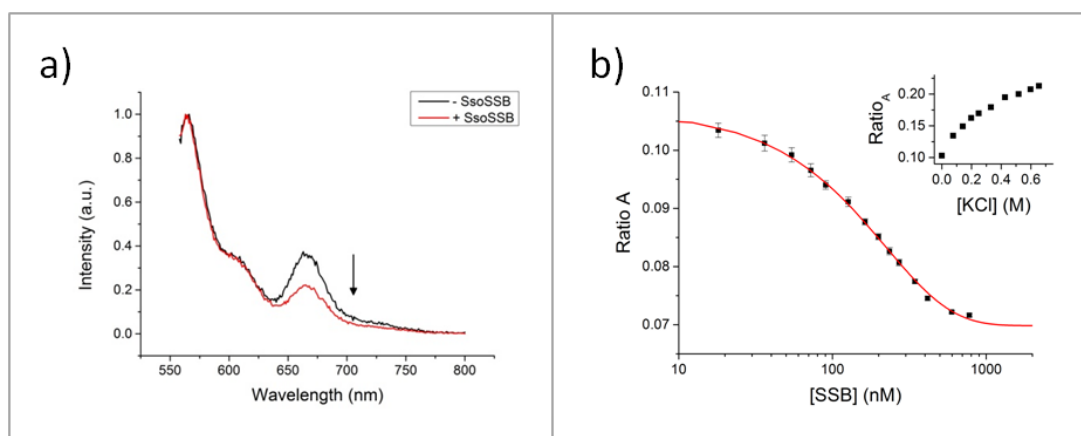 a)
- SsoSSB
+ SsoSSB
Intensity (a.u.)
1.0
0.8
0.6
0.4
0.2
0.0
550 600 650 700 750 800
Wavelength (nm)
b)
Ratio A
0.11
0.10
0.09
0.08
0.07
10 100 1000
[SSB] (nM)
Ratio_A
0.20
0.15
0.10
0.0 0.2 0.4 0.6
[KCl] (M)